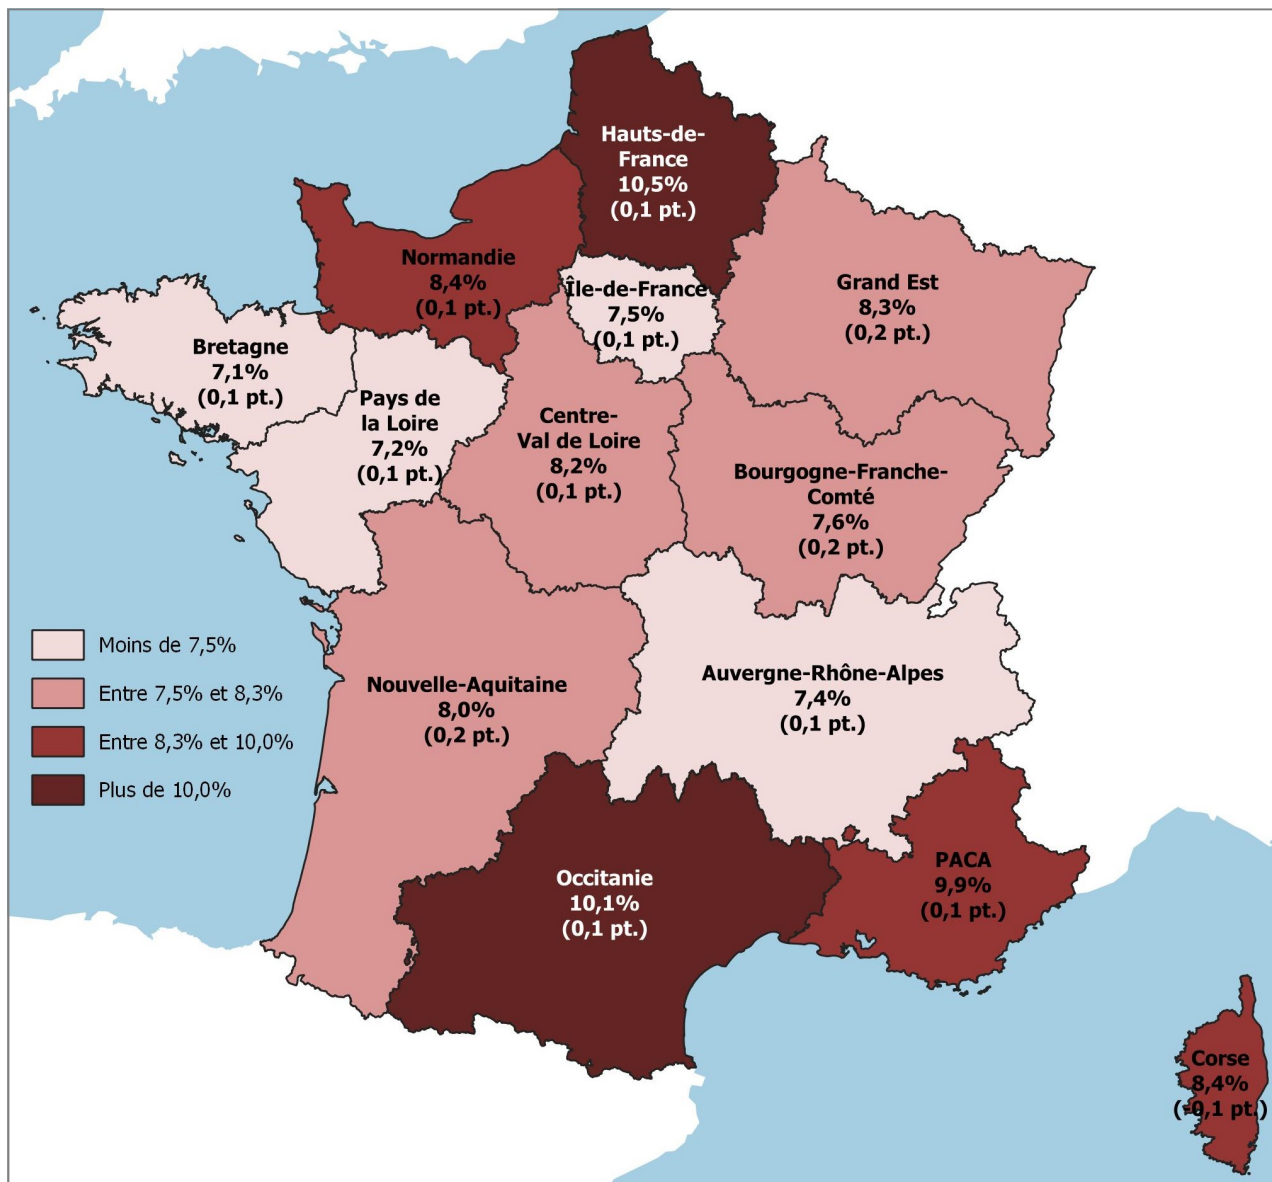 Hauts-de-
France
10,5%
(0,1 pt.)
Normandie
8,4%
(0,1 pt.)
Île-de-France
7,5%
(0,1 pt.)
Grand Est
8,3%
(0,2 pt.)
Bretagne
7,1%
(0,1 pt.)
Pays de
la Loire
7,2%
(0,1 pt.)
Centre-
Val de Loire
8,2%
(0,1 pt.)
Bourgogne-Franche-
Comté
7,6%
(0,2 pt.)
Moins de 7,5%
Entre 7,5% et 8,3%
Entre 8,3% et 10,0%
Plus de 10,0%
Nouvelle-Aquitaine
8,0%
(0,2 pt.)
Auvergne-Rhône-Alpes
7,4%
(0,1 pt.)
Occitanie
10,1%
(0,1 pt.)
PACA
9,9%
(0,1 pt.)
Corse
8,4%
(-0,1 pt.)